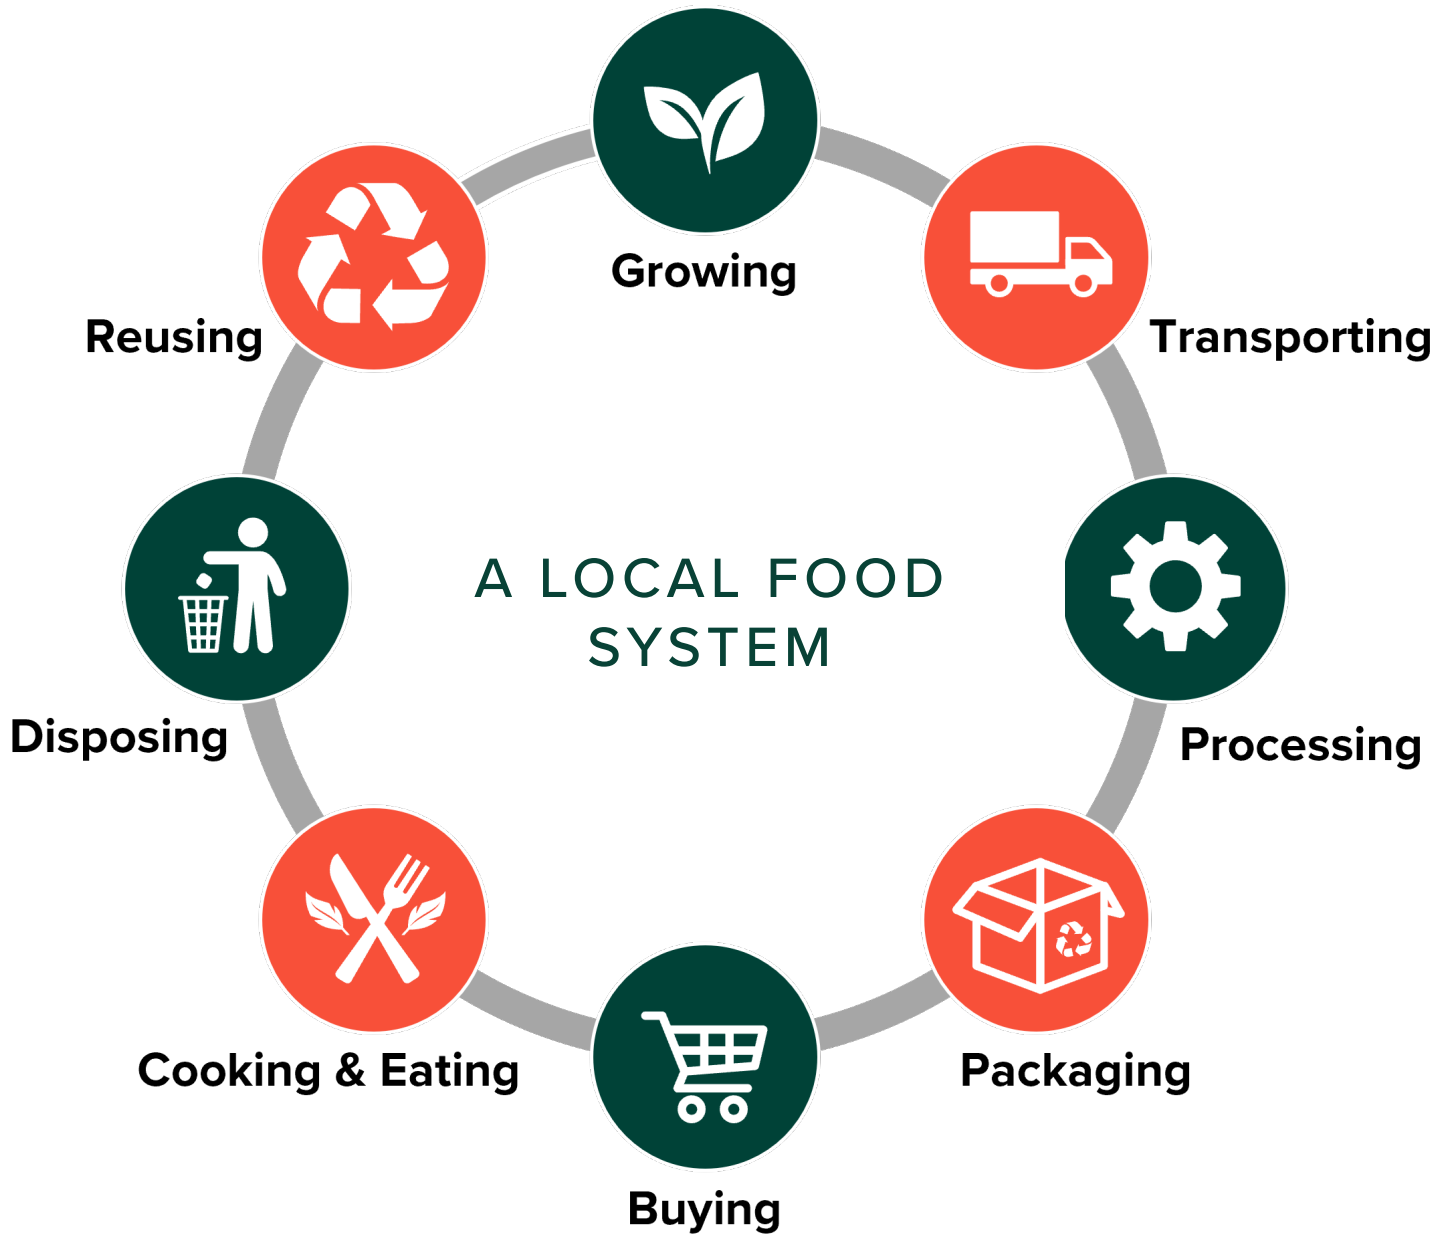 Growing
Reusing
Transporting
A LOCAL FOOD
SYSTEM
Disposing
Processing
Cooking & Eating
Packaging
Buying